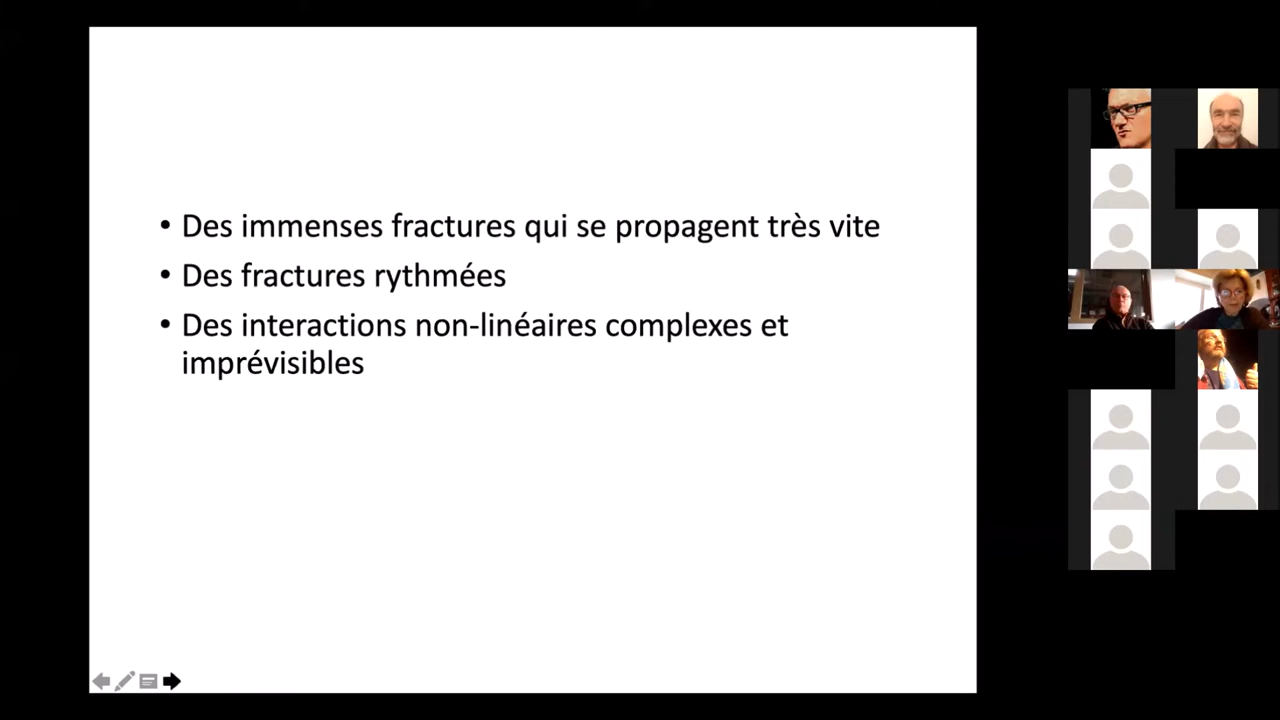 • Des immenses fractures qui se propagent très vite
• Des fractures rythmées
• Des interactions non-linéaires complexes et
imprévisibles